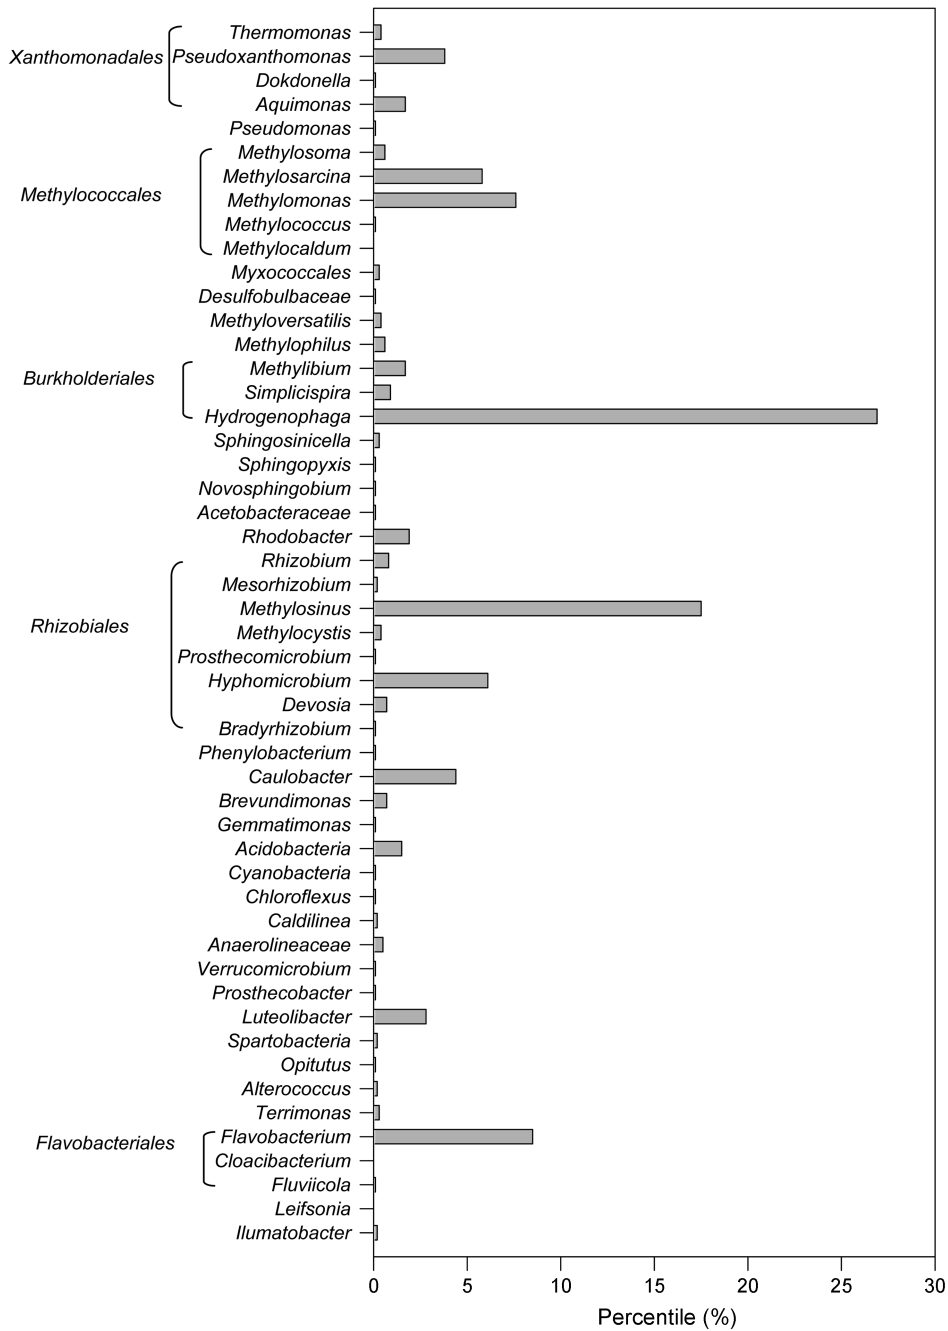 Thermomonas
Xanthomonadales Pseudoxanthomonas
Dokdonella
Aquimonas
Pseudomonas
Methylosoma
Methylosarcina
Methylococcales
Methylomonas
Methylococcus
Methylocaldum
Myxococcales
Desulfobulbaceae
Methyloversatilis
Methylophilus
Methylibium
Burkholderiales
Simplicispira
Hydrogenophaga
Sphingosinicella
Sphingopyxis
Novosphingobium
Acetobacteraceae
Rhodobacter
Rhizobium
Mesorhizobium
Methylosinus
Rhizobiales
Methylocystis
Prosthecomicrobium
Hyphomicrobium
Devosia
Bradyrhizobium
Phenylobacterium
Caulobacter
Brevundimonas
Gemmatimonas
Acidobacteria
Cyanobacteria
Chloroflexus
Caldilinea
Anaerolineaceae
Verrucomicrobium
Prosthecobacter
Luteolibacter
Spartobacteria
Opitutus
Alterococcus
Terrimonas
Flavobacteriales Flavobacterium
Cloacibacterium
Fluviicola
Leifsonia
Ilumatobacter
0 5 10 15 20 25 30
Percentile (%)